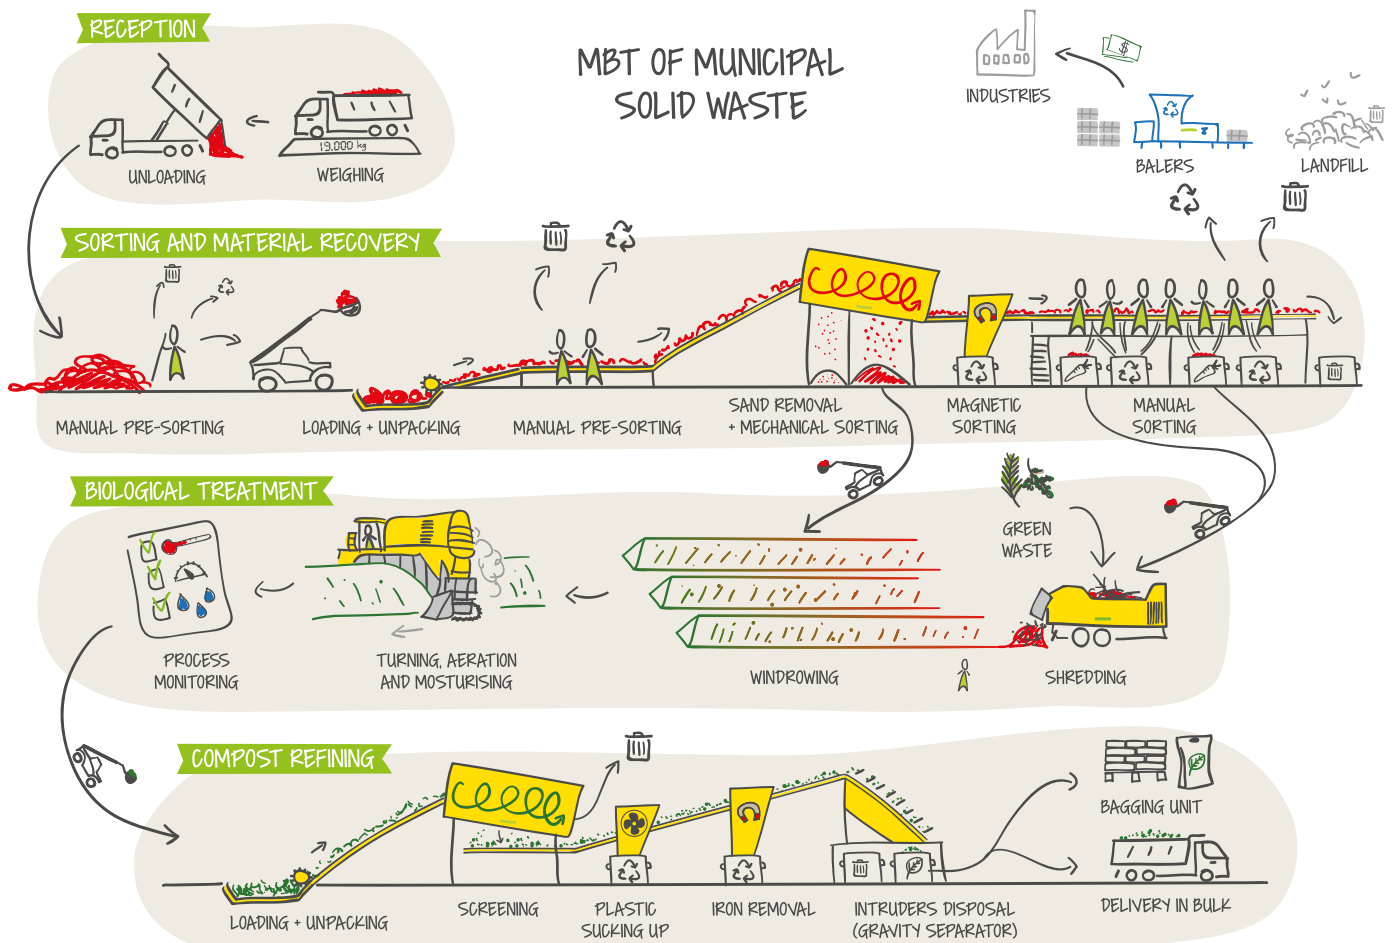 RECEPTION
MBT OF MUNICIPAL
SOLID WASTE
INDUSTRIES
$
BALERS
LANDFILL
19.000 kg
UNLOADING
WEIGHING
SORTING AND MATERIAL RECOVERY
MANUAL PRE-SORTING
LOADING + UNPACKING
MANUAL PRE-SORTING
SAND REMOVAL
+ MECHANICAL SORTING
MAGNETIC
SORTING
MANUAL
SORTING
BIOLOGICAL TREATMENT
GREEN
WASTE
PROCESS
MONITORING
TURNING, AERATION
AND MOSTURISING
WINDROWING
SHREDDING
COMPOST REFINING
BAGGING UNIT
LOADING + UNPACKING
SCREENING
PLASTIC
SUCKING UP
IRON REMOVAL
INTRUDERS DISPOSAL
(GRAVITY SEPARATOR)
DELIVERY IN BULK